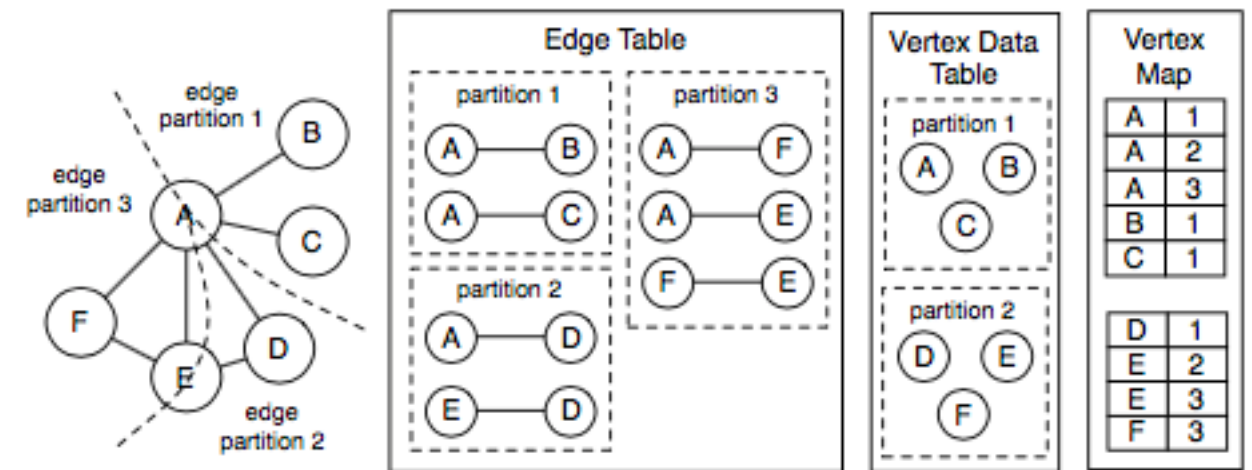 edge
partition 1
B
edge
partition 3
A
C
F
D
E
edge
partition 2
Edge Table
partition 1
A B
A C
partition 2
A D
E D
partition 3
A F
A E
F E
Vertex Data
Table
partition 1
A B
C
partition 2
D E
F
Vertex
Map
A 1
A 2
A 3
B 1
C 1
D 1
E 2
E 3
F 3